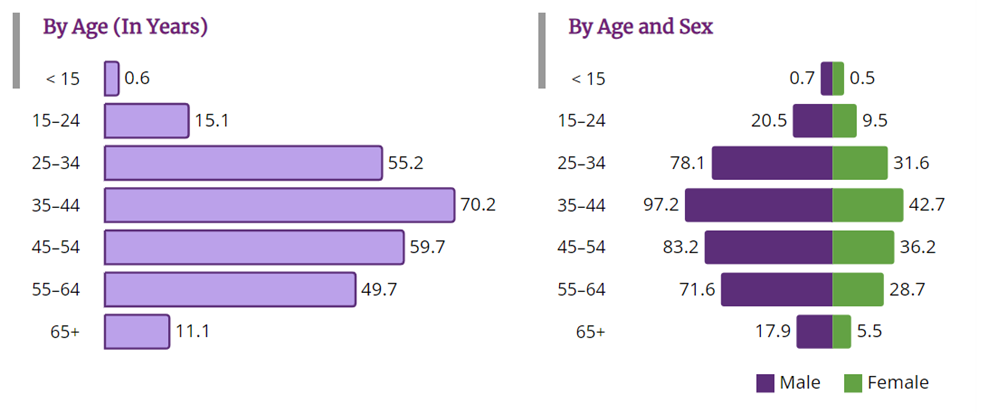 By Age (In Years)
< 15 0.6
15–24 15.1
25–34 55.2
35–44 70.2
45–54 59.7
55–64 49.7
65+ 11.1
By Age and Sex
< 15 0.7 0.5
15–24 20.5 9.5
25–34 78.1 31.6
35–44 97.2 42.7
45–54 83.2 36.2
55–64 71.6 28.7
65+ 17.9 5.5
Male Female